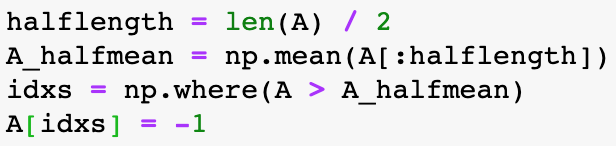 halflength = len(A) / 2
A_halfmean = np.mean(A[:halflength])
idxs = np.where(A > A_halfmean)
A[idxs] = -1